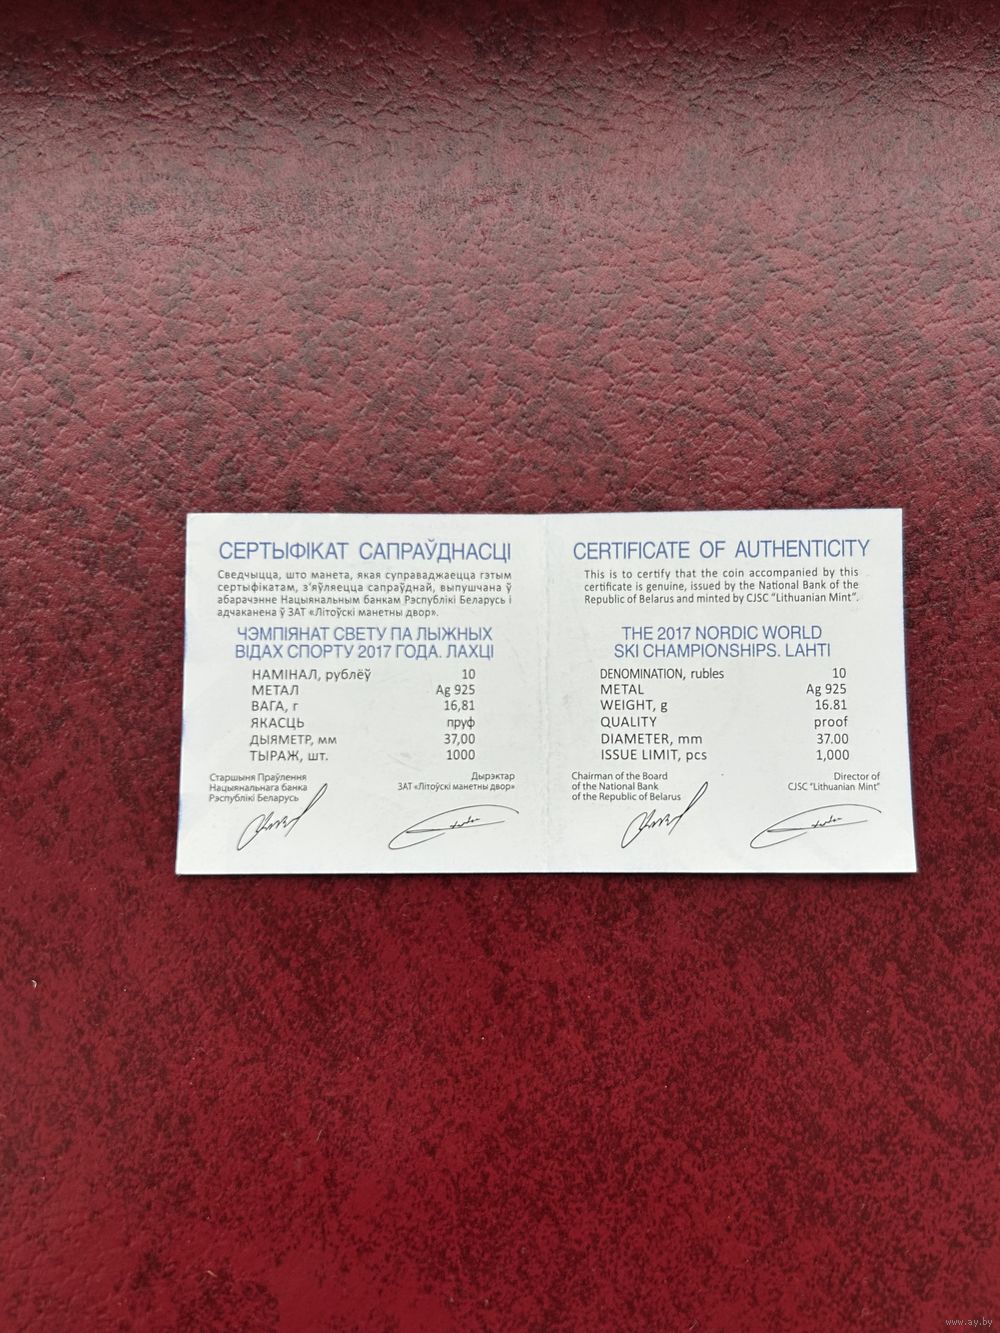 СЕРТЫФІКАТ САПРАЎДНАСЦІ
Сведчыцца, што манета, якая суправаджаецца гэтым
сертыфікатам, з'яўляецца сапраўднай, выпушчана ў
абарачэнне Нацыянальным банкам Рэспублікі Беларусь і
адчаканена ў ЗАТ «Літоўскі манетны двор».
ЧЭМПІЯНАТ СВЕТУ ПА ЛЫЖНЫХ
ВІДАХ СПОРТУ 2017 ГОДА. ЛАХЦІ
НАМІНАЛ, рублёў 10
МЕТАЛ Ag 925
ВАГА, г 16,81
ЯКАСЦЬ пруф
ДЫЯМЕТР, мм 37,00
ТЫРАЖ, шт. 1000
Старшыня Праўлення
Нацыянальнага банка
Рэспублікі Беларусь
Дырэктар
ЗАТ «Літоўскі манетны двор»
CERTIFICATE OF AUTHENTICITY
This is to certify that the coin accompanied by this
certificate is genuine, issued by the National Bank of the
Republic of Belarus and minted by CJSC "Lithuanian Mint".
THE 2017 NORDIC WORLD
SKI CHAMPIONSHIPS. LAHTI
DENOMINATION, rubles 10
METAL Ag 925
WEIGHT, g 16.81
QUALITY proof
DIAMETER, mm 37.00
ISSUE LIMIT, pcs 1,000
Chairman of the Board
of the National Bank
of the Republic of Belarus
Director of
CJSC "Lithuanian Mint"
www.ay.by